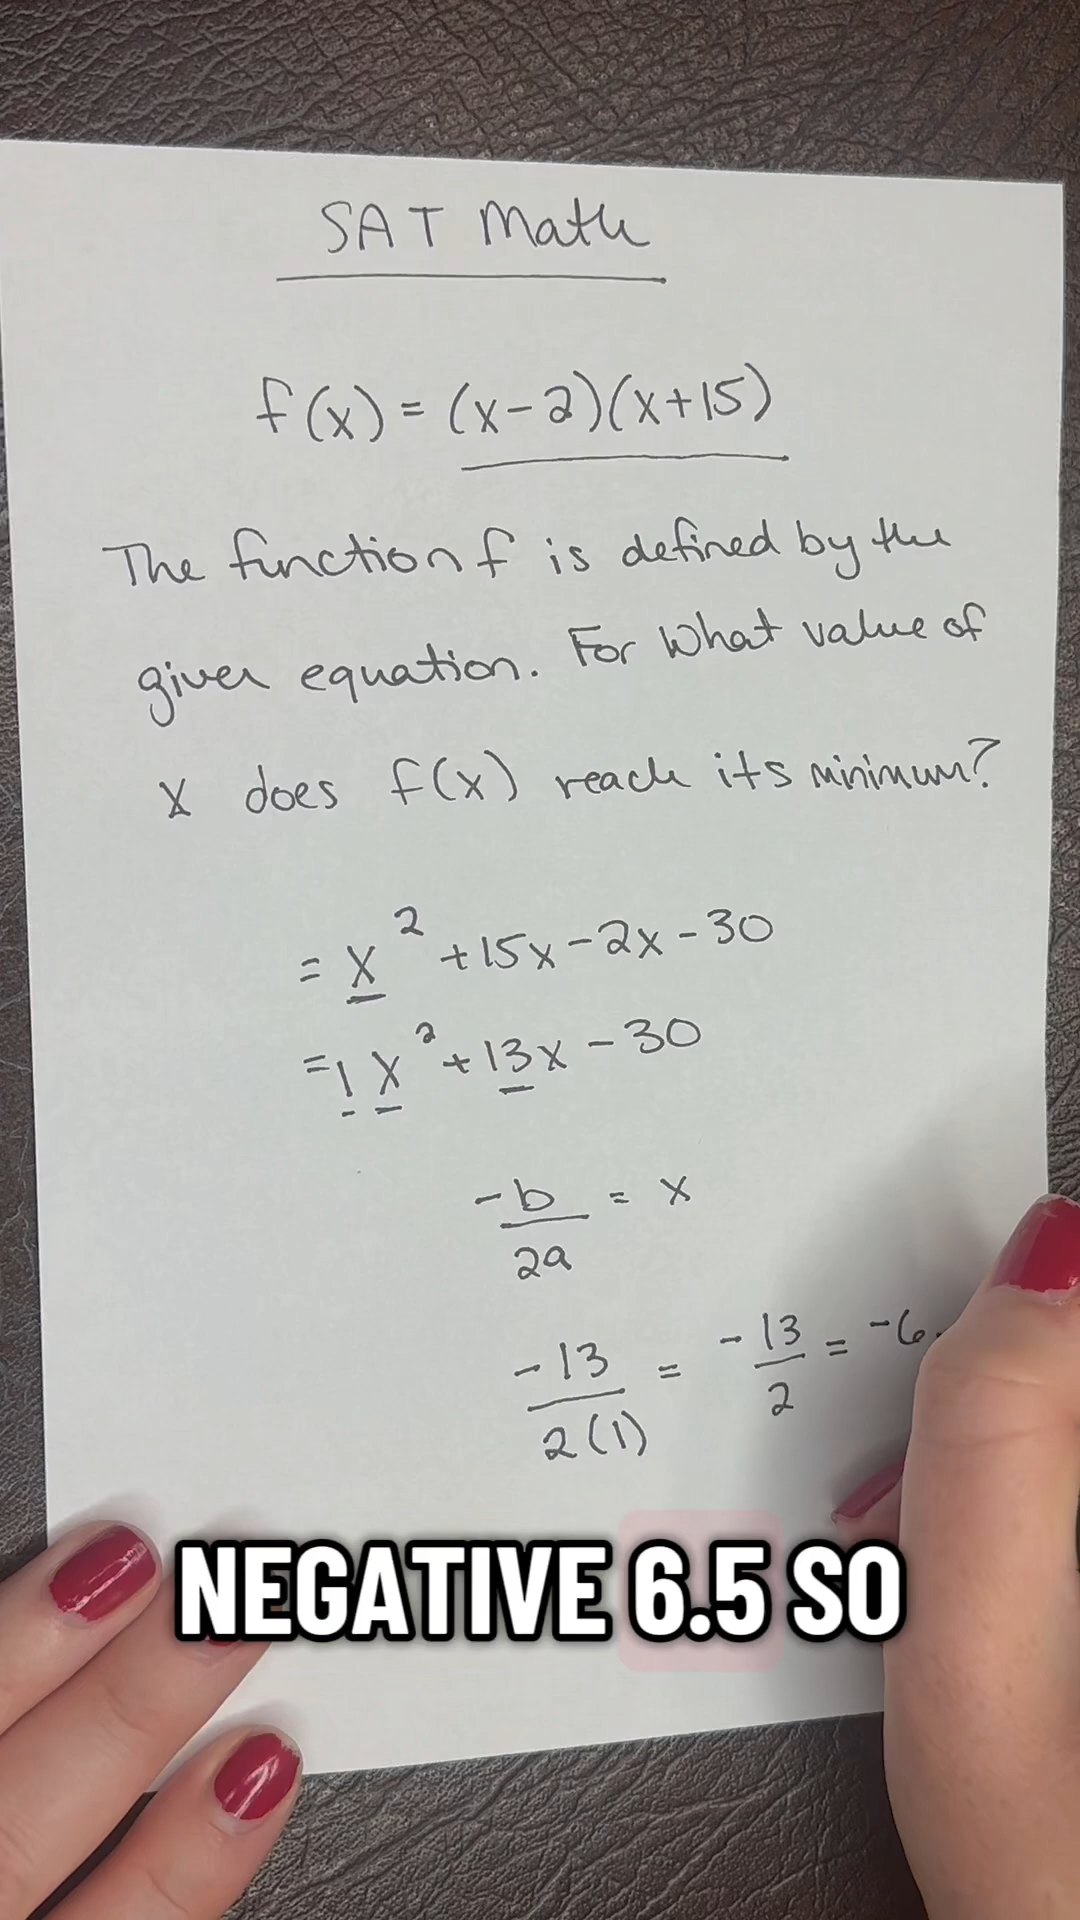 SAT Math
f(x) = (x-2)(x+15)
The function f is defined by the
given equation. For what value of
x does f(x) reach its minimum?
= x² + 15x - 2x - 30
= 1x² + 13x - 30
-b/2a = x
-13/2(1) = -13/2 = -6.
NEGATIVE 6.5 SO